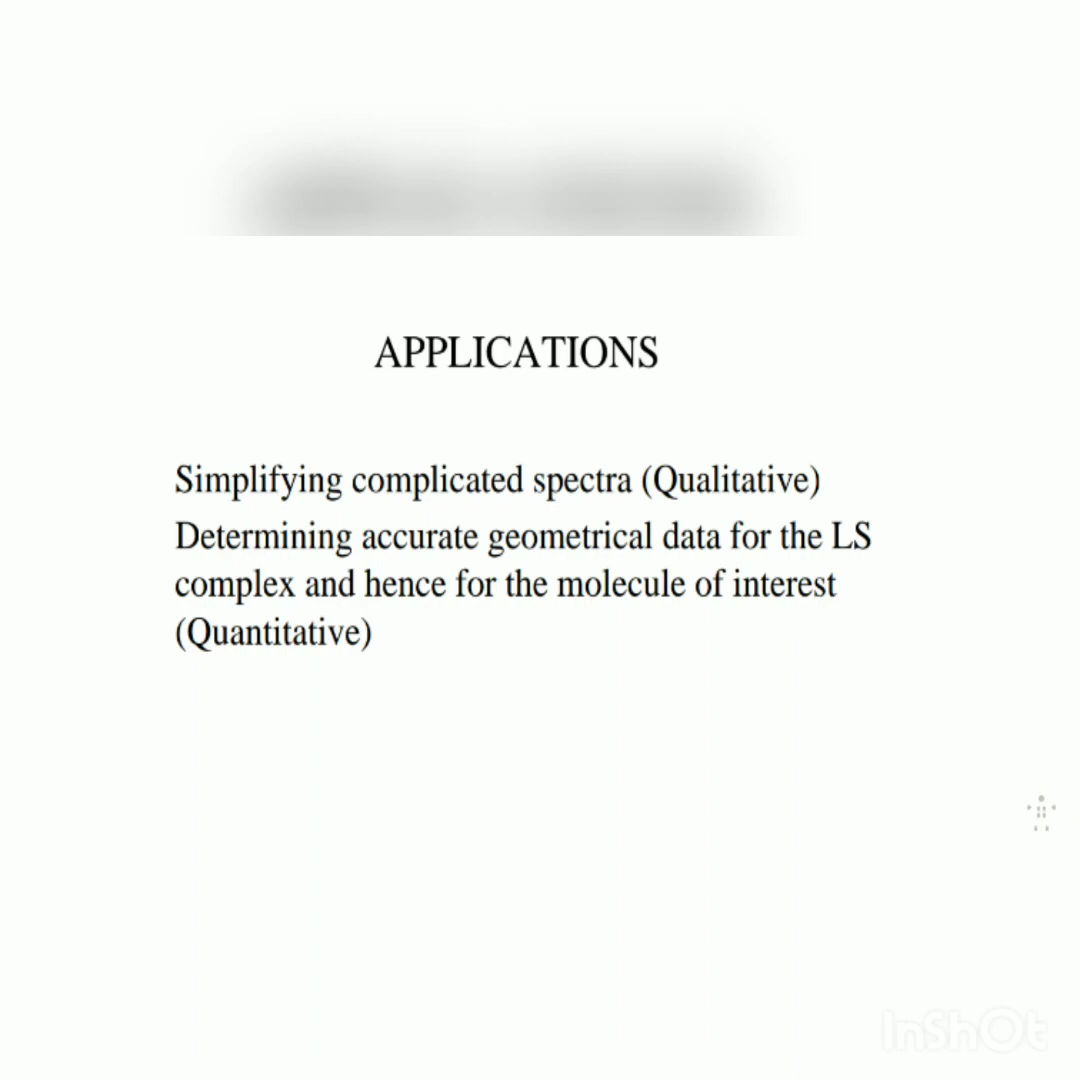 APPLICATIONS
Simplifying complicated spectra (Qualitative)
Determining accurate geometrical data for the LS
complex and hence for the molecule of interest
(Quantitative)
InShOt